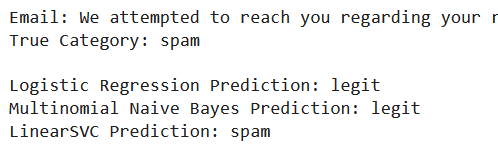 Email: We attempted to reach you regarding your
True Category: spam
Logistic Regression Prediction: legit
Multinomial Naive Bayes Prediction: legit
LinearSVC Prediction: spam